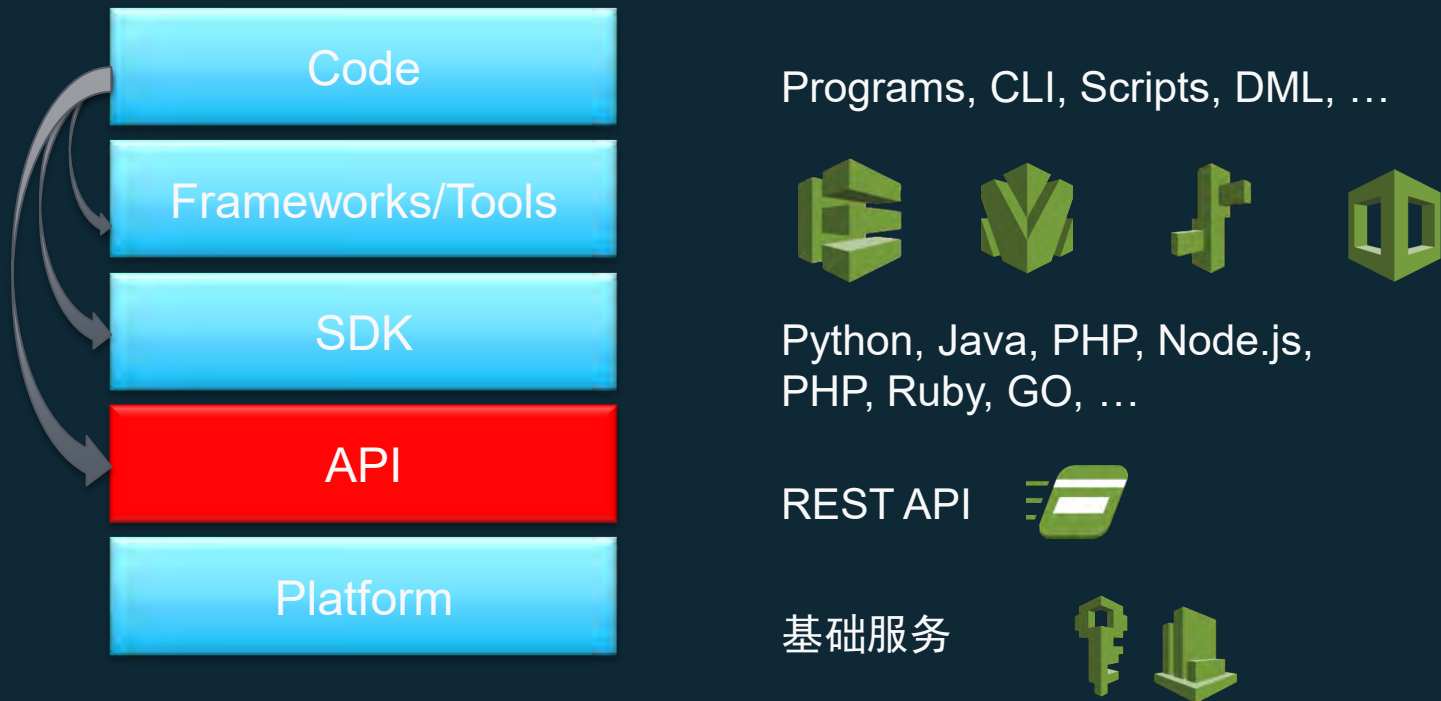 Code
Programs, CLI, Scripts, DML, …
Frameworks/Tools
SDK
Python, Java, PHP, Node.js,
PHP, Ruby, GO, …
API
REST API
Platform
基础服务